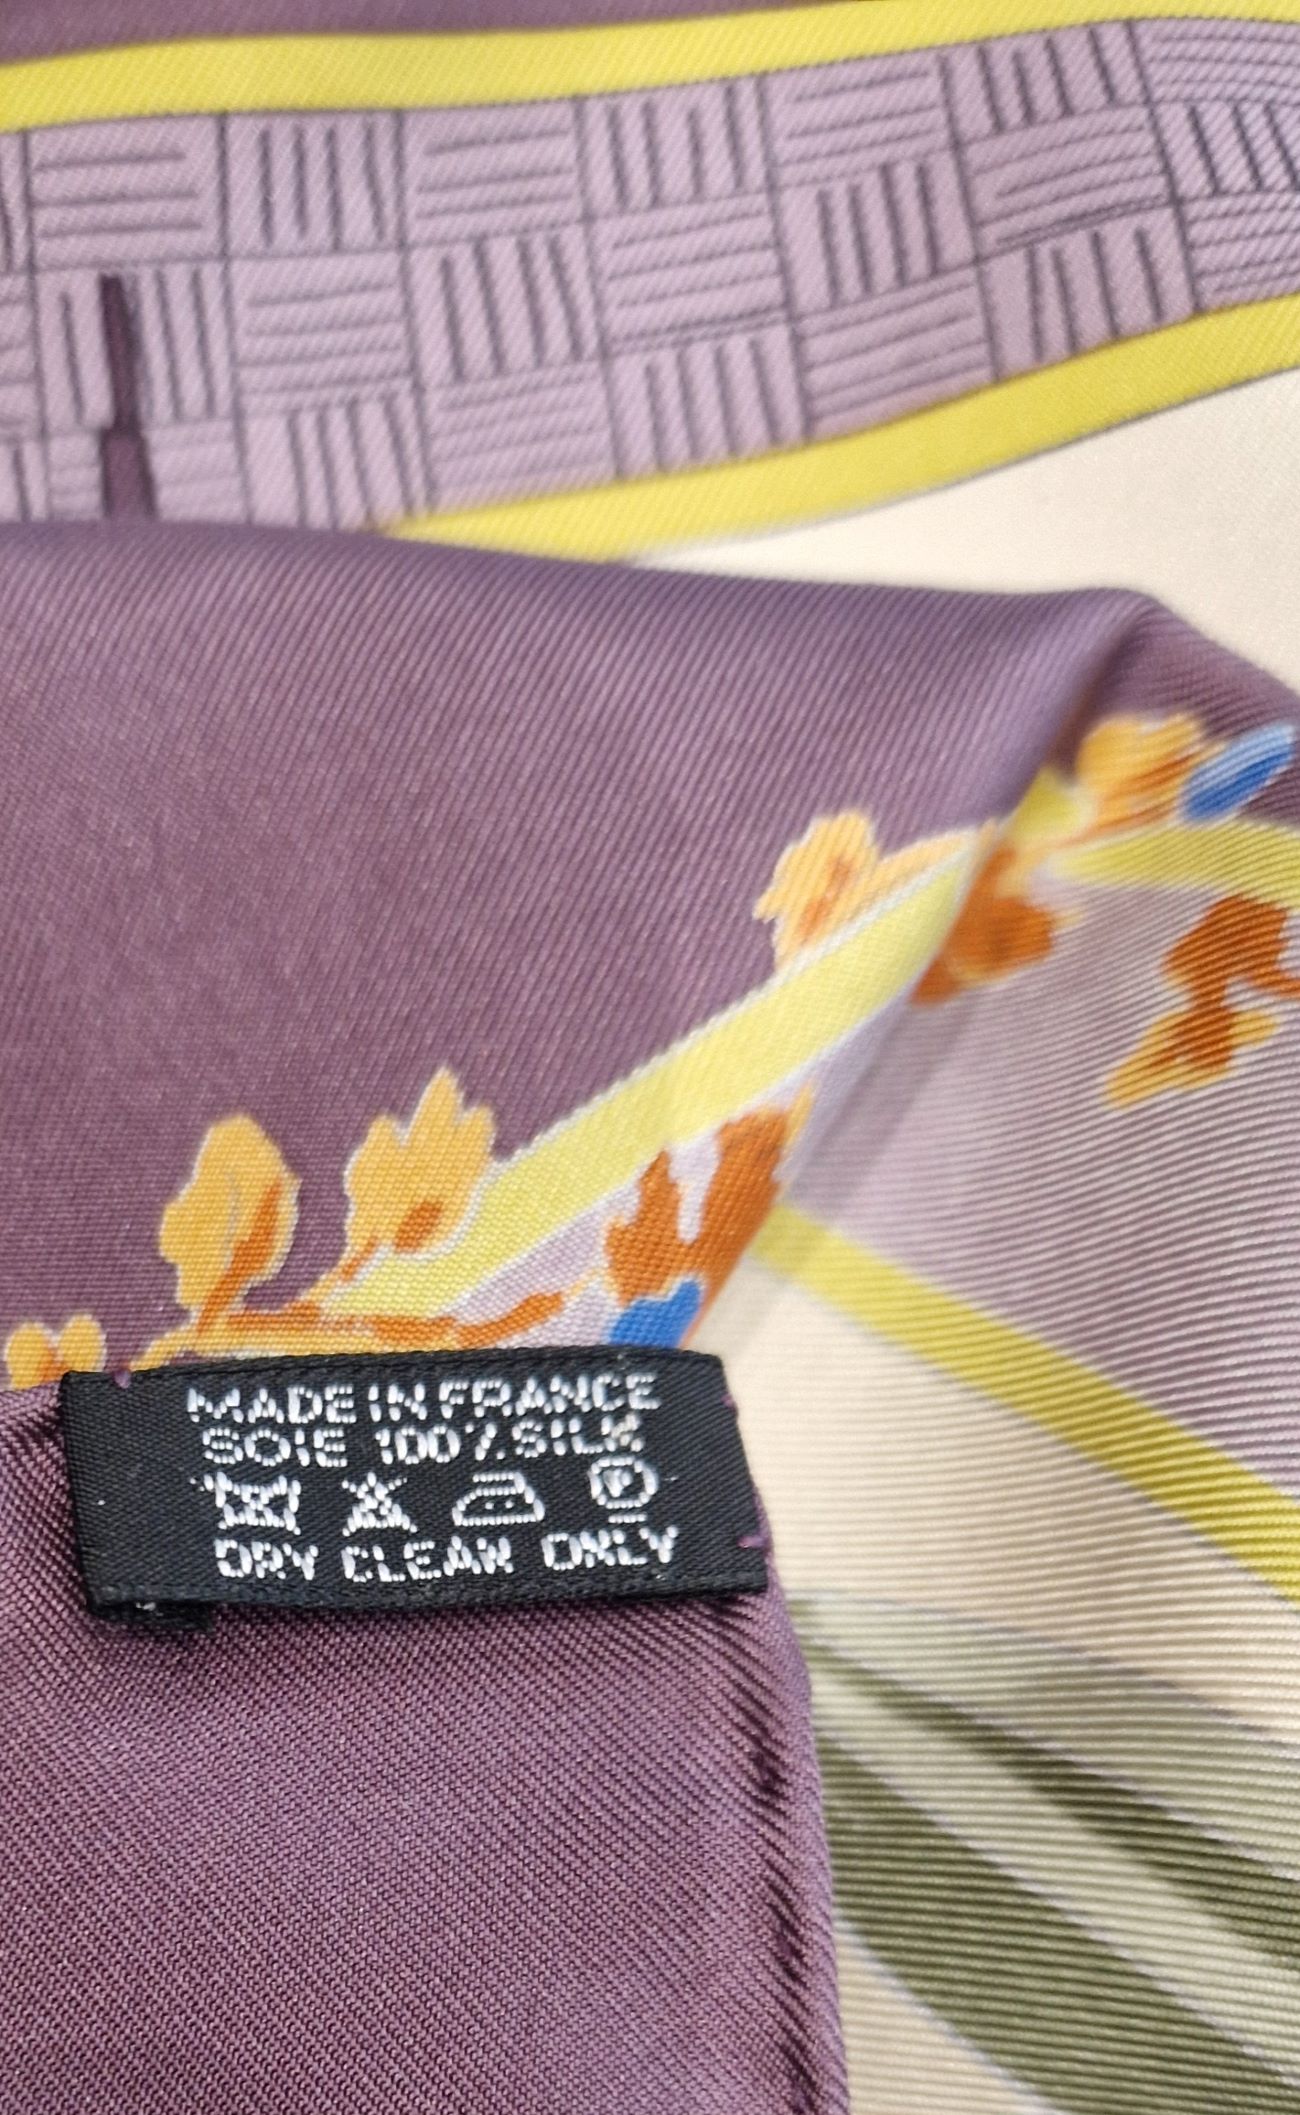 MADE IN FRANCE
SOIE 100% SILK
P
DRY CLEAN ONLY